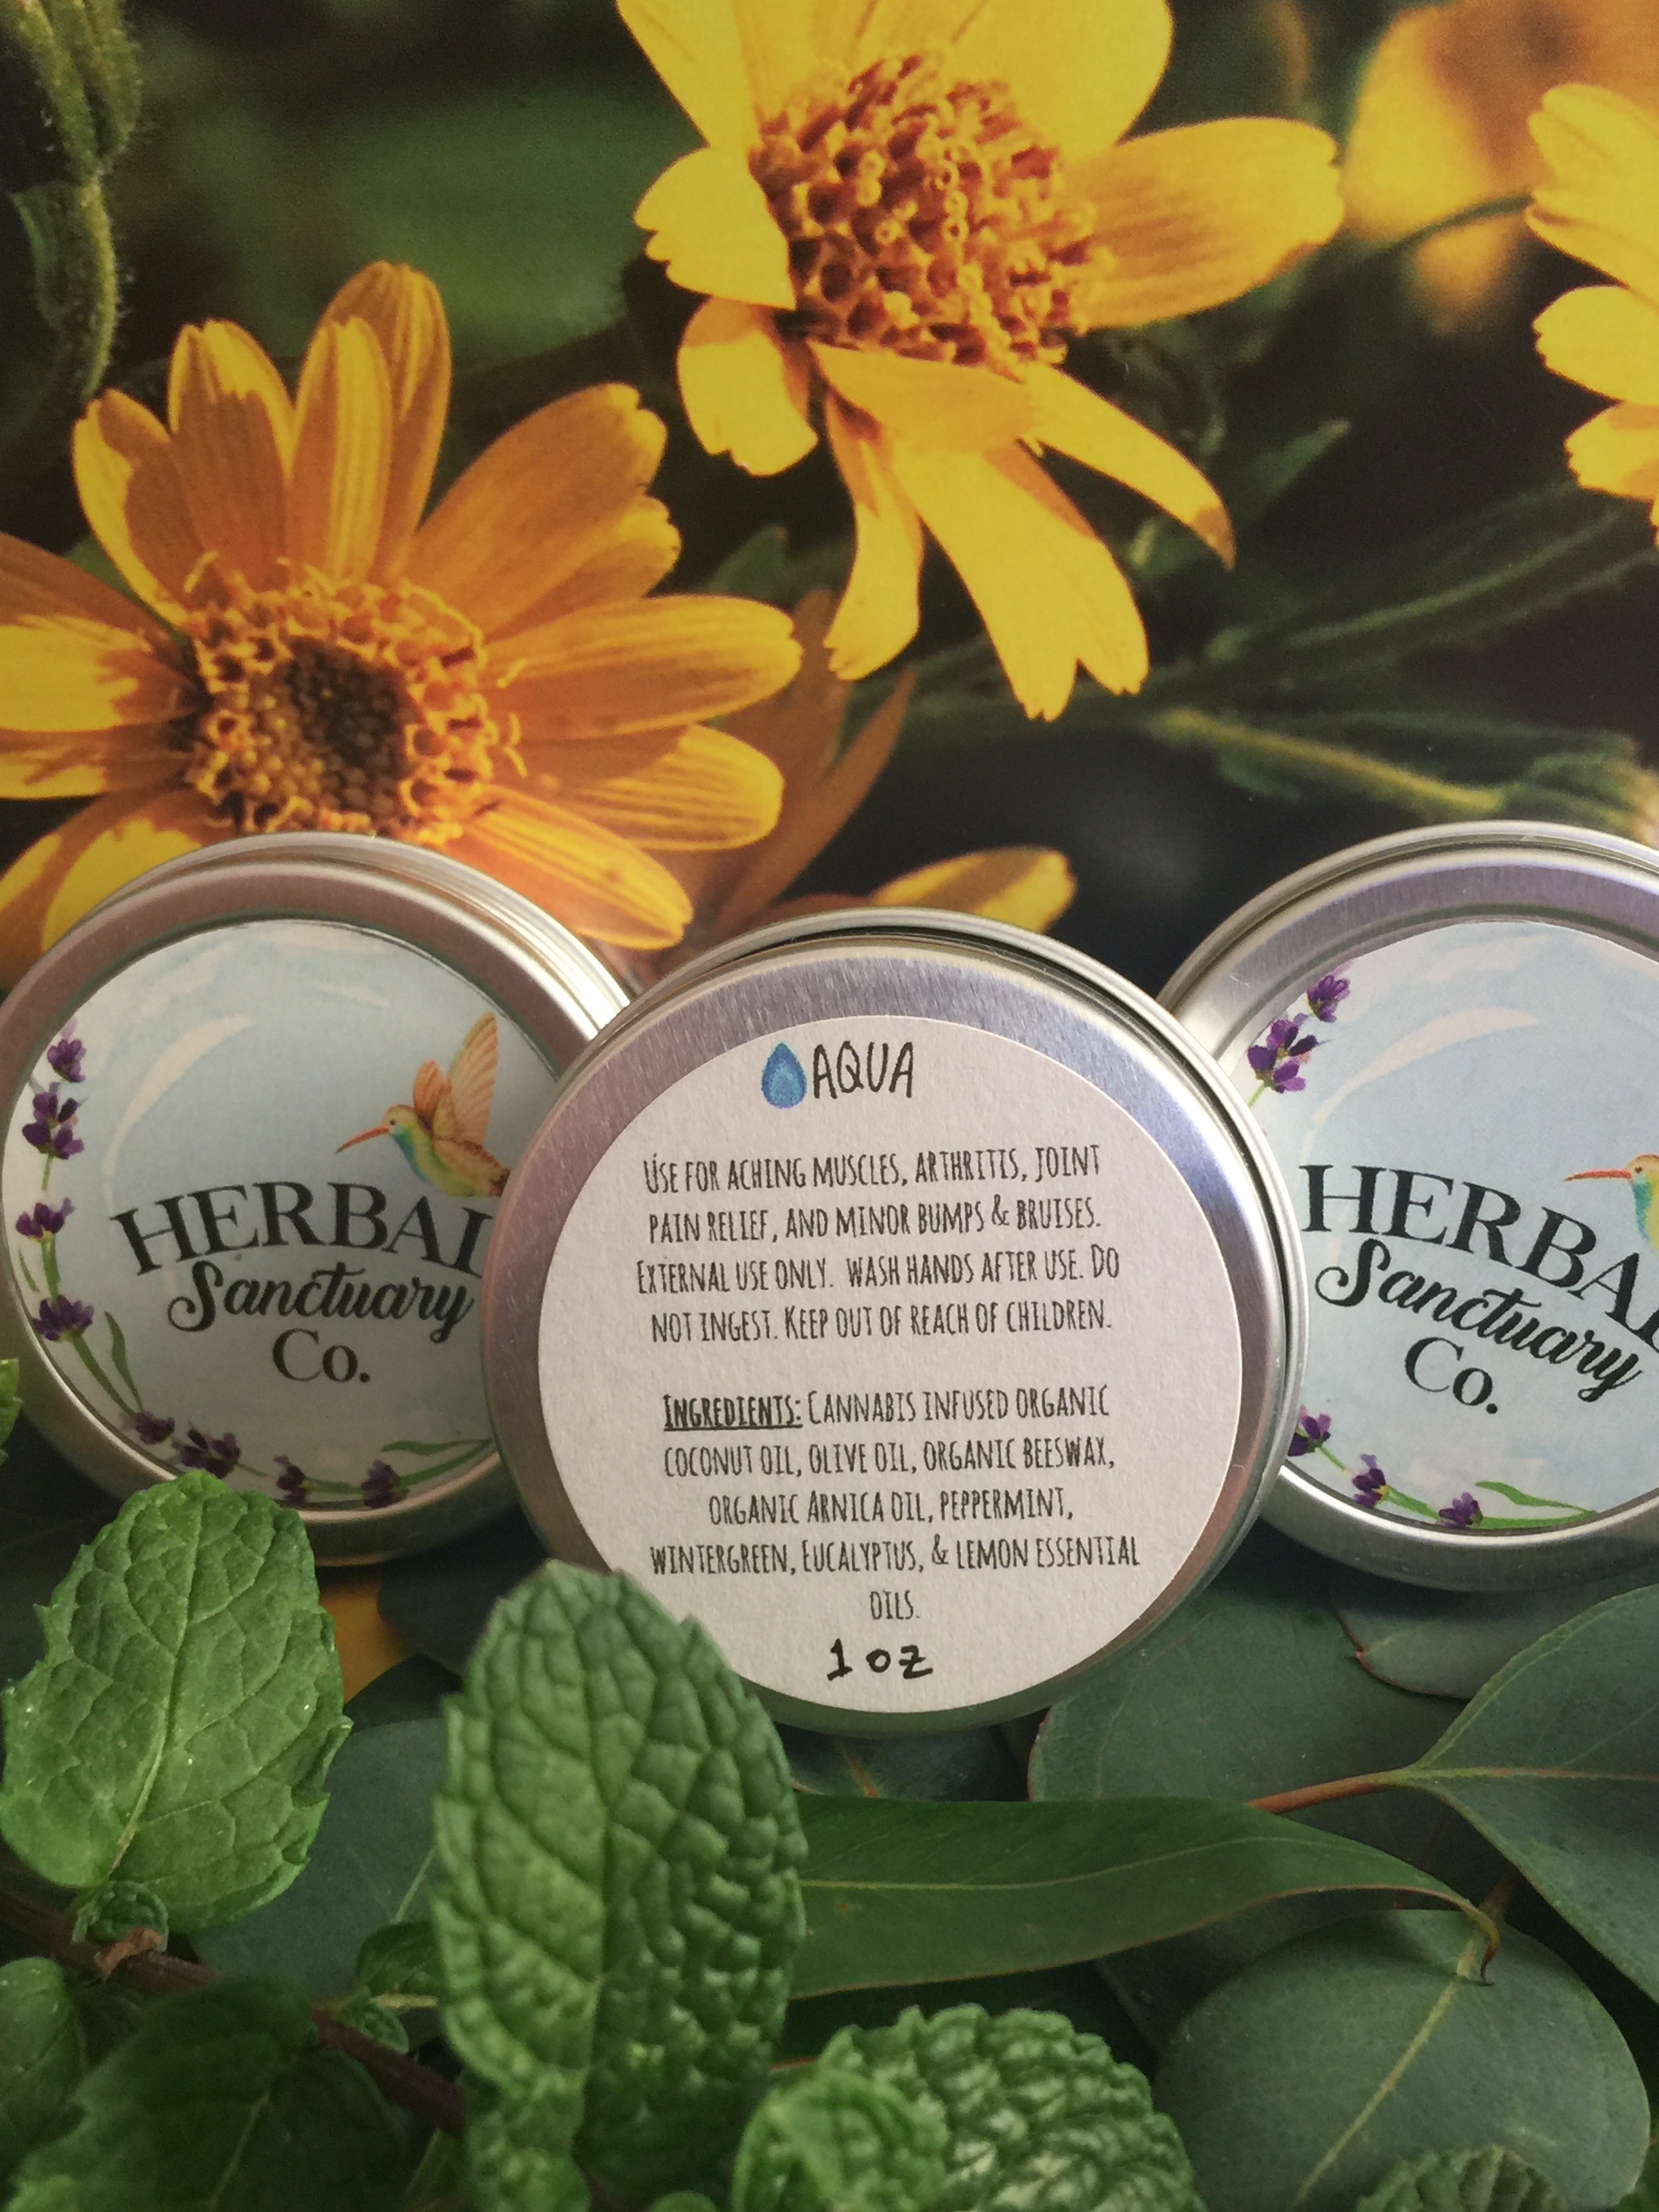 HERBAL
Sanctuary
Co.
AQUA
USE FOR ACHING MUSCLES, ARTHRITIS, JOINT
PAIN RELIEF, AND MINOR BUMPS & BRUISES.
EXTERNAL USE ONLY. WASH HANDS AFTER USE. DO
NOT INGEST. KEEP OUT OF REACH OF CHILDREN.
INGREDIENTS: CANNABIS INFUSED ORGANIC
COCONUT OIL, OLIVE OIL, ORGANIC BEESWAX,
ORGANIC ARNICA OIL, PEPPERMINT,
WINTERGREEN, EUCALYPTUS, & LEMON ESSENTIAL
OILS.
1 oz
HERBAL
Sanctuary
Co.